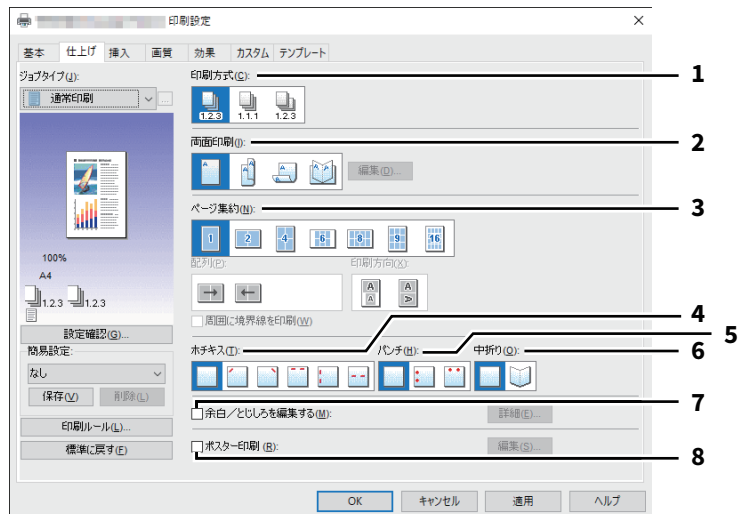 印刷設定
基本 仕上げ 挿入 画質 効果 カスタム テンプレート
ジョブタイプ(J):
通常印刷
...
100%
A4
1.2.3 1.2.3
設定確認(G)...
簡易設定:
なし
保存(V) 削除(L)
印刷ルール(L)...
標準に戻す(F)
印刷方式(C): 1
1.2.3 1.1.1 1.2.3
両面印刷(I): 2
編集(D)...
ページ集約(N): 3
1 2 4 6 8 9 16
配列(P): 印刷方向(X):
A A
A A
周囲に境界線を印刷(W)
4
5
ホチキス(T): パンチ(H): 中折り(O): 6
余白/とじしろを編集する(M): 詳細(E)... 7
ポスター印刷 (R): 編集(S)... 8
OK キャンセル 適用 ヘルプ